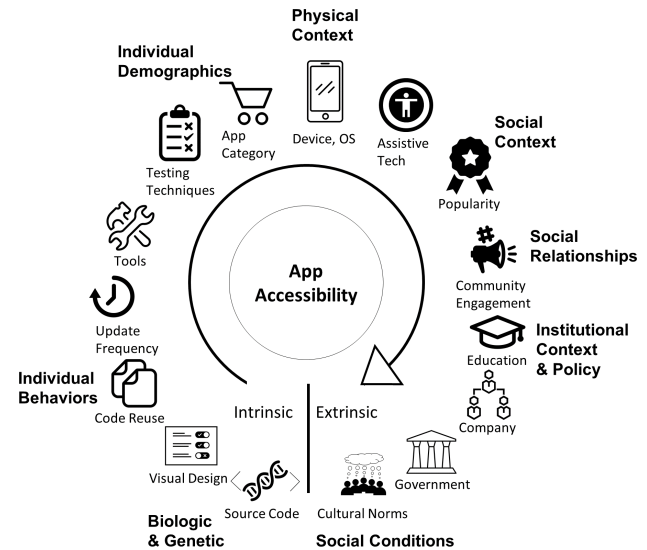 Physical
Context
Individual
Demographics
App
Category
Device, OS
Assistive
Tech
Social
Context
Testing
Techniques
Popularity
Tools
Social
Relationships
App
Accessibility
Community
Engagement
Update
Frequency
Institutional
Context
& Policy
Education
Individual
Behaviors
Code Reuse
Intrinsic
Extrinsic
Company
Visual Design
Government
Source Code
Cultural Norms
Biologic
& Genetic
Social Conditions